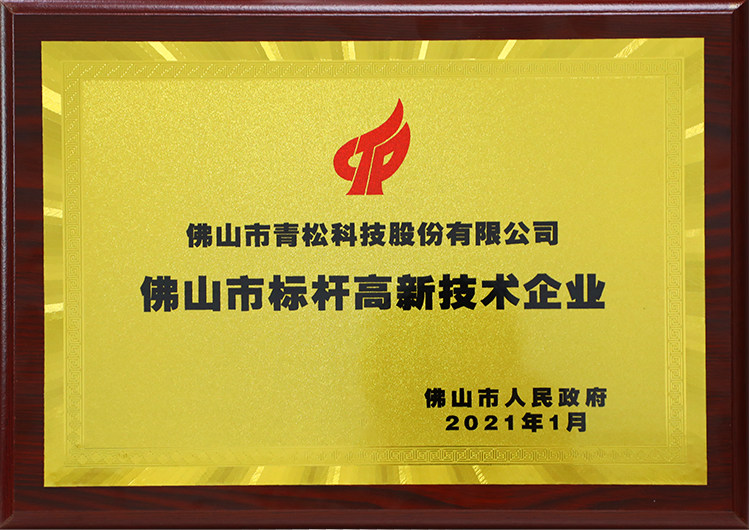 佛山市青松科技股份有限公司
佛山市标杆高新技术企业
佛山市人民政府
2021年1月